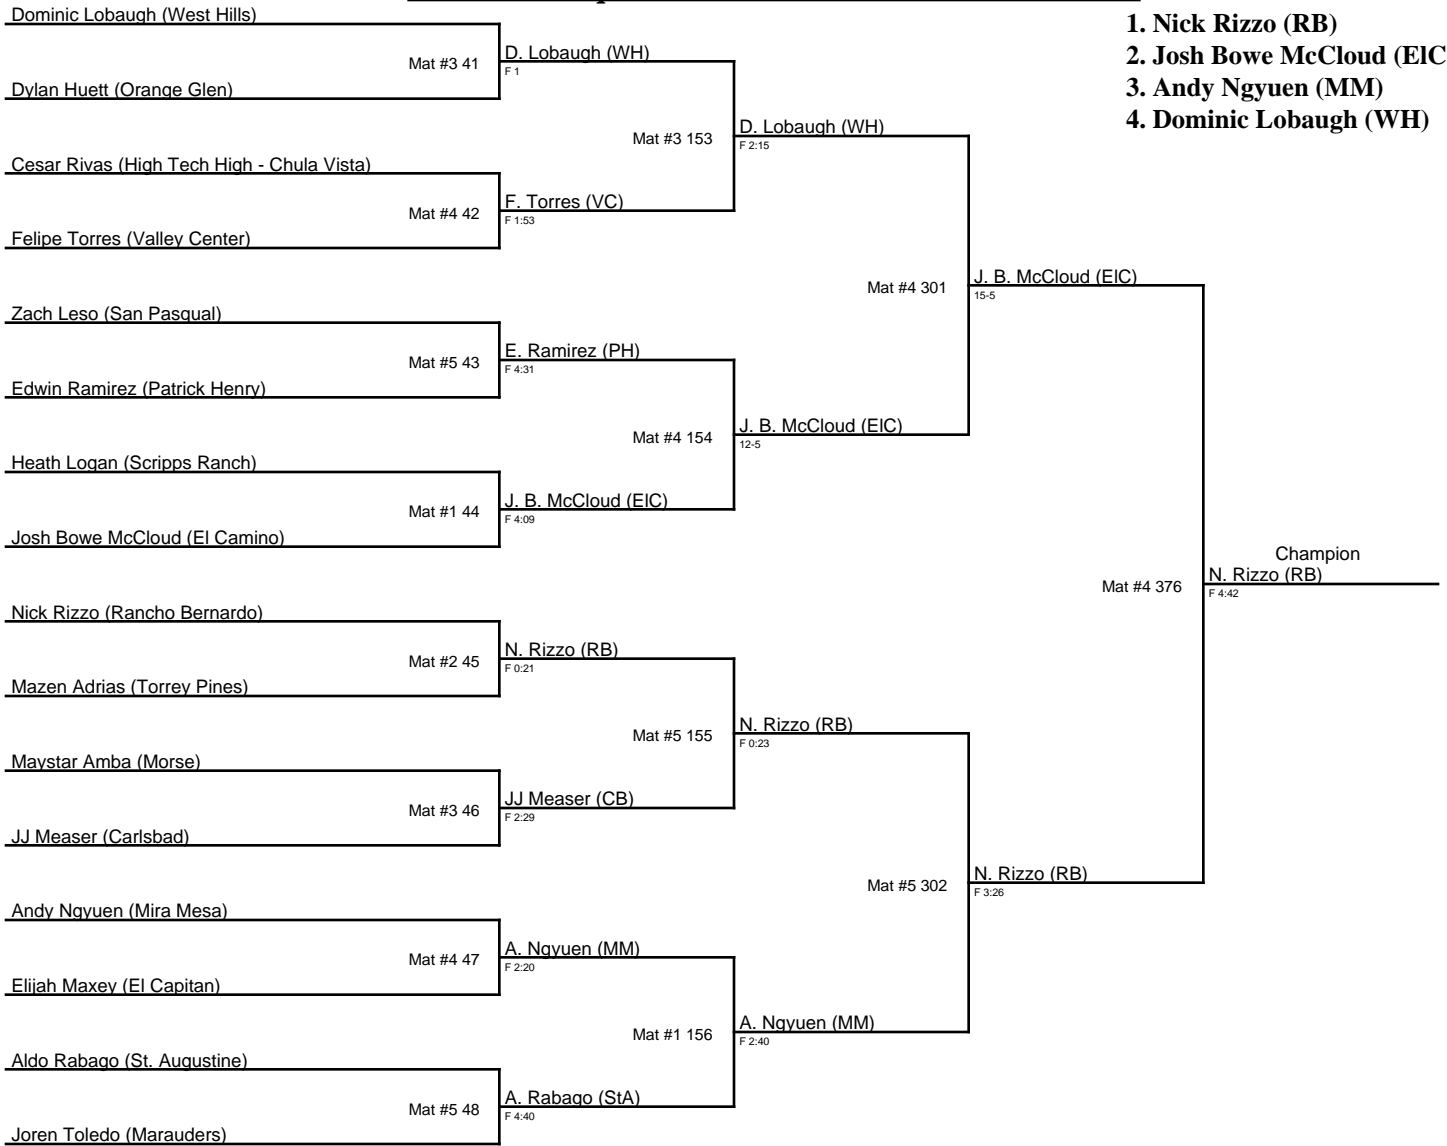 1. Nick Rizzo (RB)
2. Josh Bowe McCloud (ElC
3. Andy Ngyuen (MM)
4. Dominic Lobaugh (WH)
Dominic Lobaugh (West Hills)
Mat #3 41
Dylan Huett (Orange Glen)
Cesar Rivas (High Tech High - Chula Vista)
Mat #4 42
Felipe Torres (Valley Center)
Zach Leso (San Pasqual)
Mat #5 43
Edwin Ramirez (Patrick Henry)
Heath Logan (Scripps Ranch)
Mat #1 44
Josh Bowe McCloud (El Camino)
Nick Rizzo (Rancho Bernardo)
Mat #2 45
Mazen Adrias (Torrey Pines)
Maystar Amba (Morse)
Mat #3 46
JJ Measer (Carlsbad)
Andy Ngyuen (Mira Mesa)
Mat #4 47
Elijah Maxey (El Capitan)
Aldo Rabago (St. Augustine)
Mat #5 48
Joren Toledo (Marauders)
D. Lobaugh (WH)
F 1
Mat #3 153
F. Torres (VC)
F 1:53
E. Ramirez (PH)
F 4:31
Mat #4 154
J. B. McCloud (ElC)
F 4:09
N. Rizzo (RB)
F 0:21
Mat #5 155
JJ Measer (CB)
F 2:29
A. Ngyuen (MM)
F 2:20
Mat #1 156
A. Rabago (StA)
F 4:40
D. Lobaugh (WH)
F 2:15
Mat #4 301
J. B. McCloud (ElC)
12-5
N. Rizzo (RB)
F 0:23
Mat #5 302
A. Ngyuen (MM)
F 2:40
J. B. McCloud (ElC)
15-5
Mat #4 376
N. Rizzo (RB)
F 3:26
Champion
N. Rizzo (RB)
F 4:42